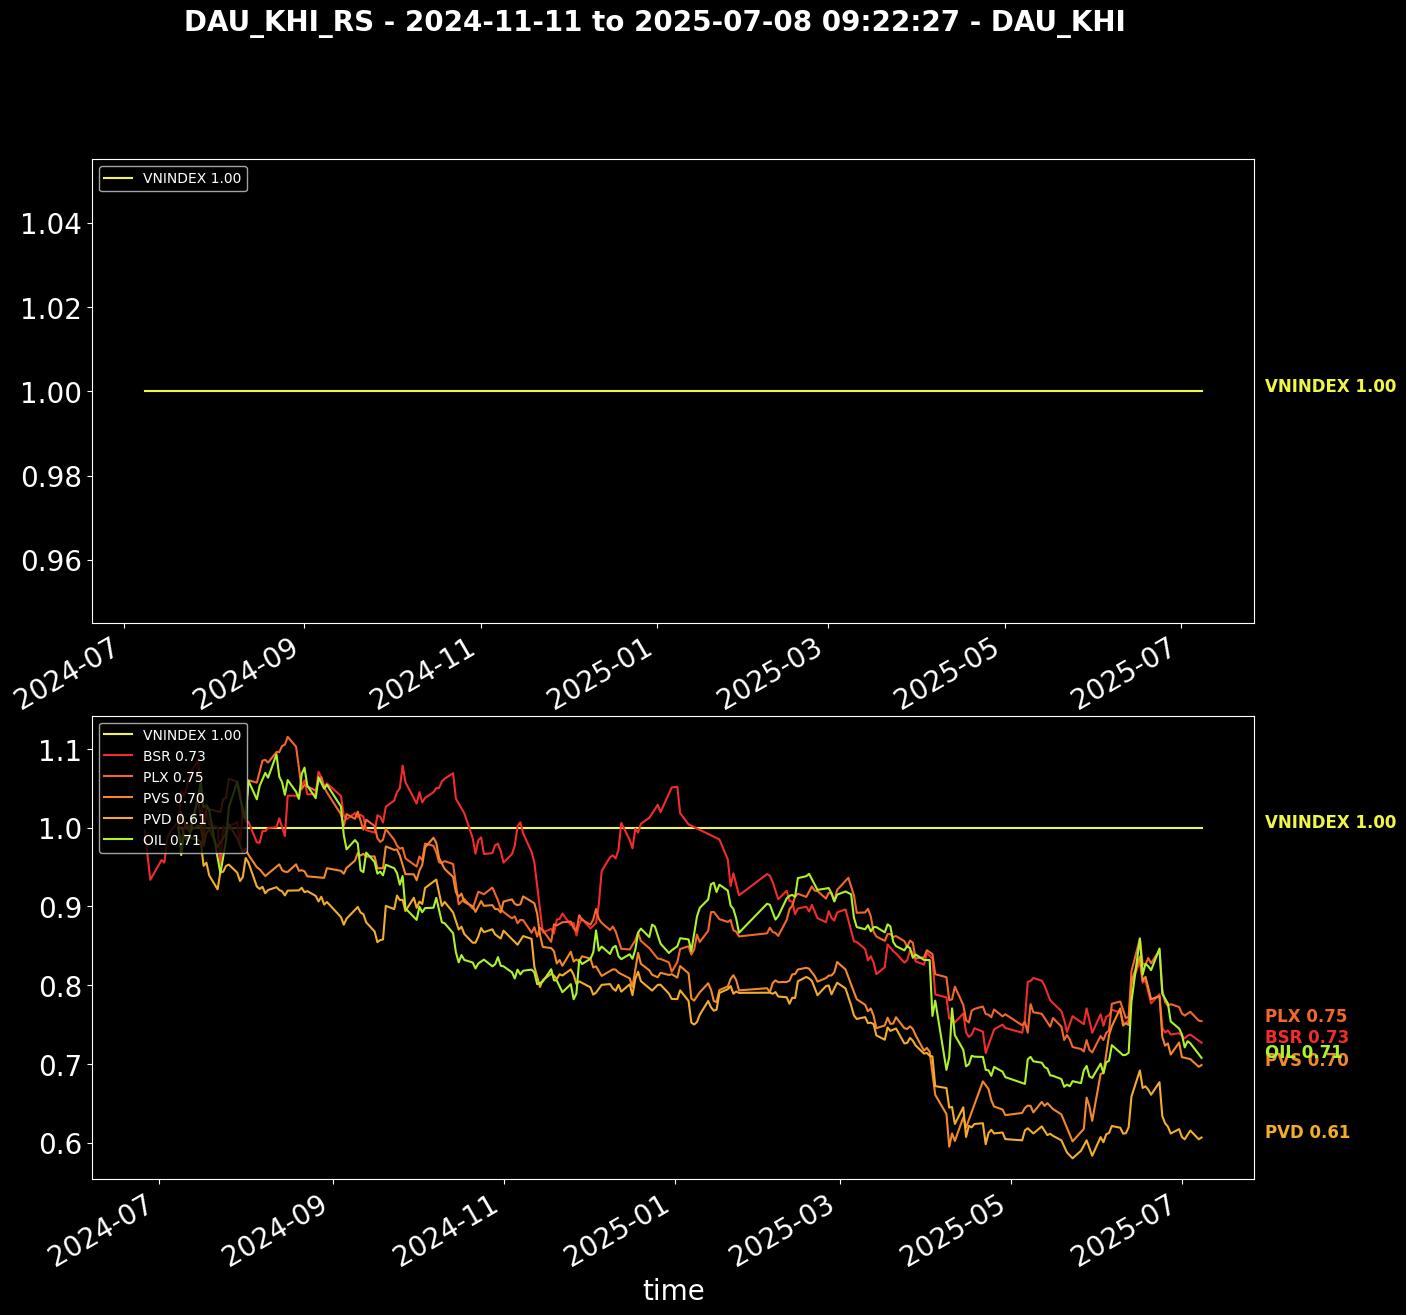 DAU_KHI_RS - 2024-11-11 to 2025-07-08 09:22:27 - DAU_KHI
VNINDEX 1.00
1.04
1.02
1.00
0.98
0.96
VNINDEX 1.00
2024-07
2024-09
2024-11
2025-01
2025-03
2025-05
2025-07
VNINDEX 1.00
BSR 0.73
PLX 0.75
PVS 0.70
PVD 0.61
OIL 0.71
1.1
1.0
0.9
0.8
0.7
0.6
VNINDEX 1.00
PLX 0.75
BSR 0.73
OIL 0.71
PVS 0.70
PVD 0.61
2024-07
2024-09
2024-11
2025-01
2025-03
2025-05
2025-07
time